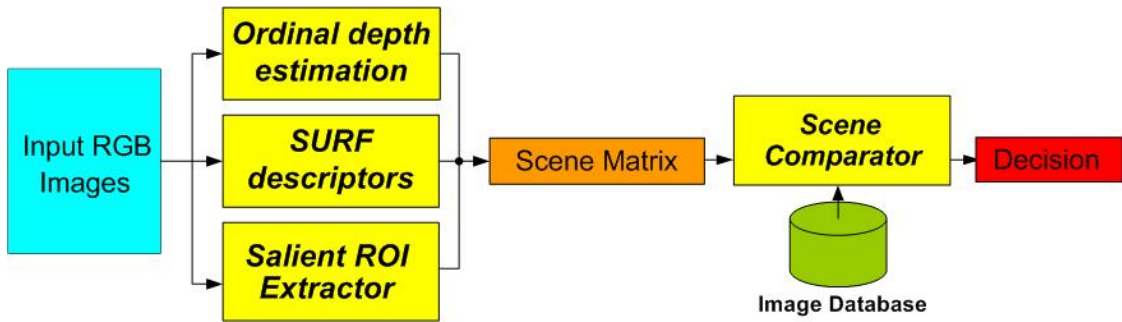 Input RGB
Images
Ordinal depth
estimation
SURF
descriptors
Salient ROI
Extractor
Scene Matrix
Scene
Comparator
Image Database
Decision